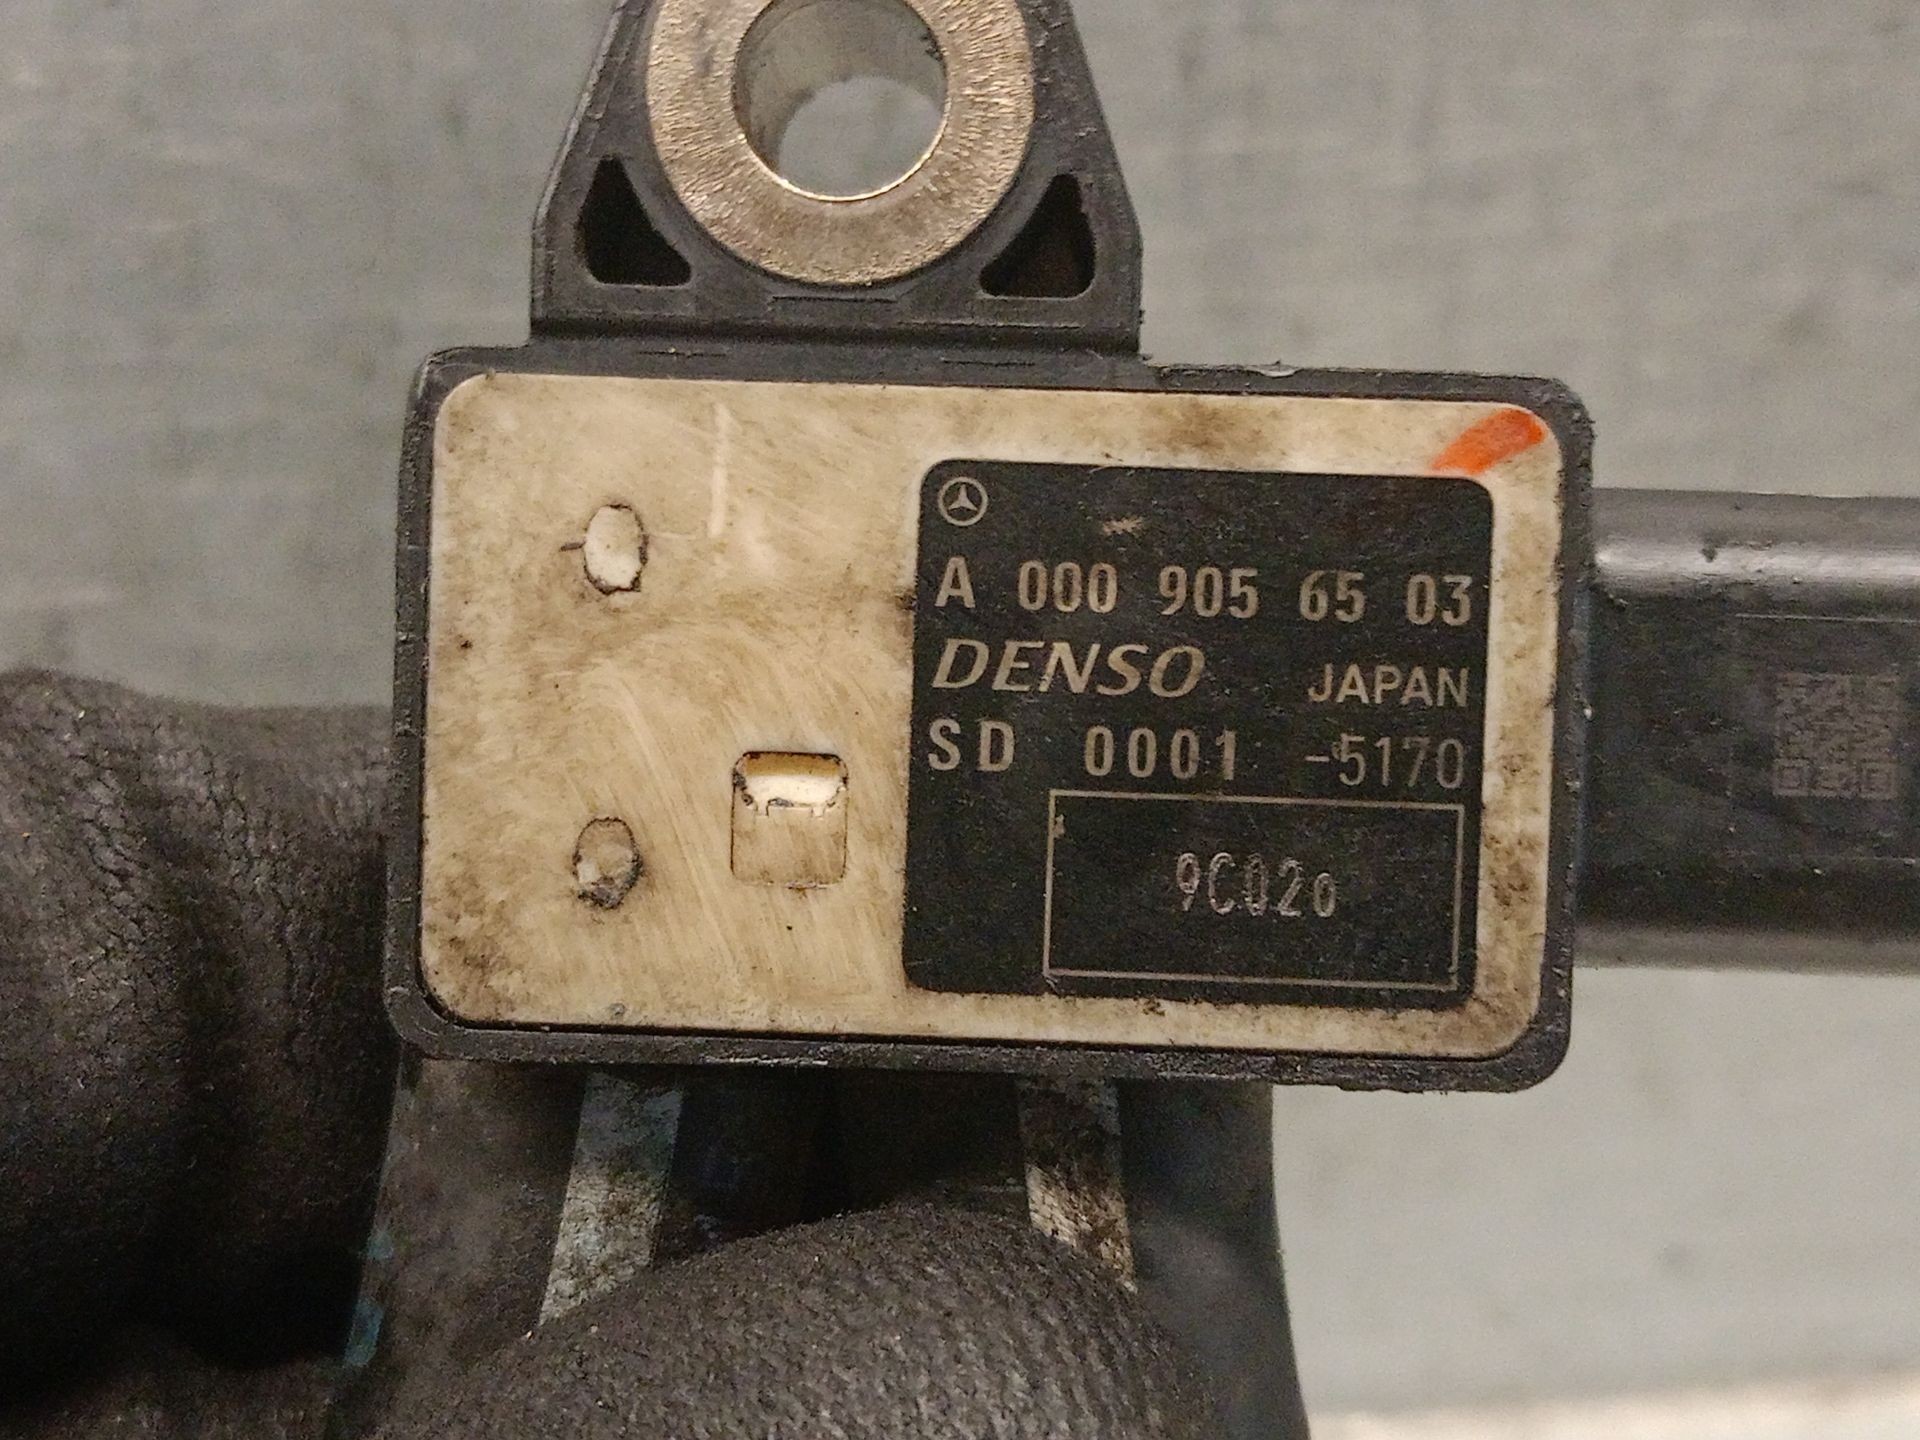 A 000 905 65 03
DENSO JAPAN
SD 0001 -5170
9C020